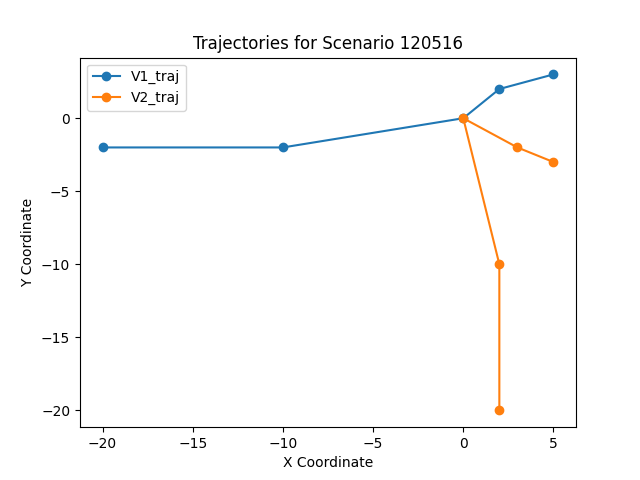 Trajectories for Scenario 120516
V1_traj
V2_traj
0
−5
−10
−15
−20
Y Coordinate
−20 −15 −10 −5 0 5
X Coordinate